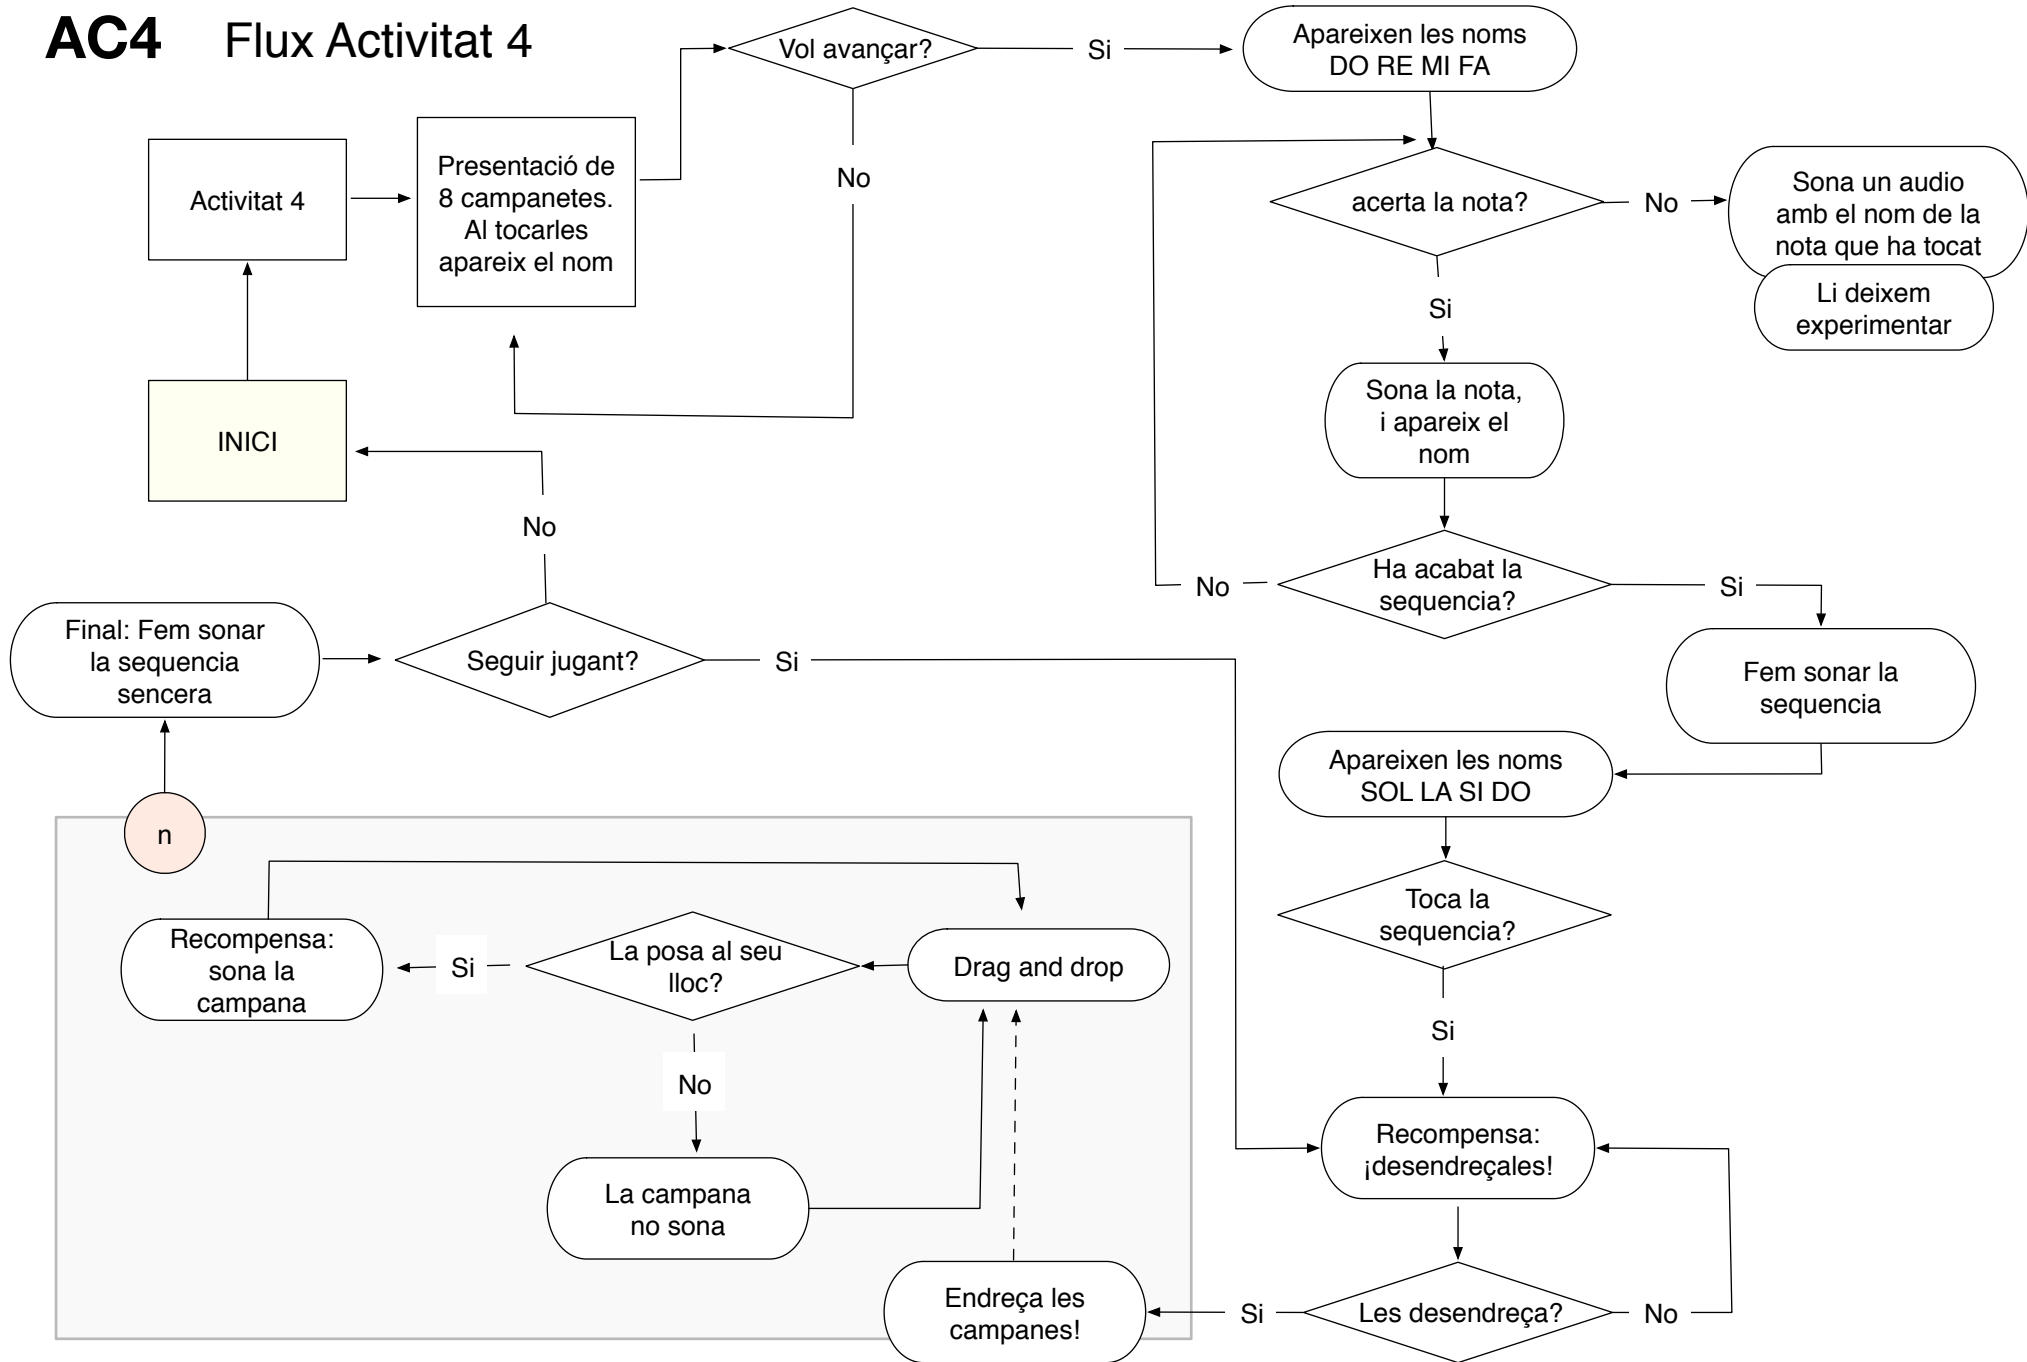 AC4 Flux Activitat 4
Vol avançar?
Si
Apareixen les noms
DO RE MI FA
No
Activitat 4
Presentació de
8 campanetes.
Al tocarles
apareix el nom
acerta la nota?
No
Sona un audio
amb el nom de la
nota que ha tocat
Li deixem
experimentar
Si
Sona la nota,
i apareix el
nom
INICI
No
Ha acabat la
sequencia?
No
Si
Final: Fem sonar
la sequencia
sencera
Seguir jugant?
Si
Fem sonar la
sequencia
Apareixen les noms
SOL LA SI DO
n
Toca la
sequencia?
Si
Recompensa:
sona la
campana
Si
La posa al seu
lloc?
Drag and drop
No
La campana
no sona
Recompensa:
¡desendreçales!
Endreça les
campanes!
Si
Les desendreça?
No